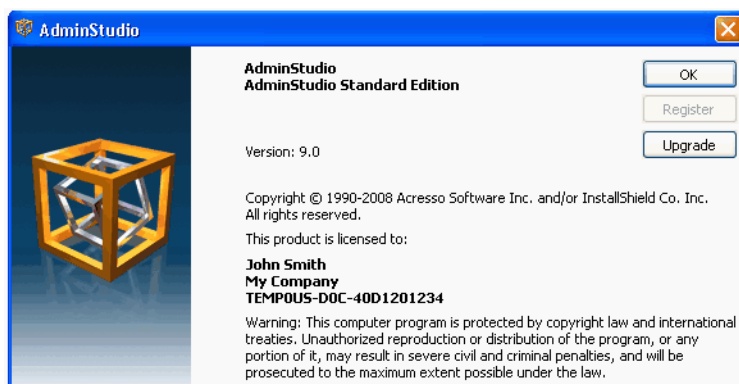 AdminStudio
AdminStudio
AdminStudio Standard Edition
OK
Register
Version: 9.0
Upgrade
Copyright © 1990-2008 Acresso Software Inc. and/or InstallShield Co. Inc.
All rights reserved.
This product is licensed to:
John Smith
My Company
TEMP0US-D0C-40D1201234
Warning: This computer program is protected by copyright law and international
treaties. Unauthorized reproduction or distribution of the program, or any
portion of it, may result in severe civil and criminal penalties, and will be
prosecuted to the maximum extent possible under the law.